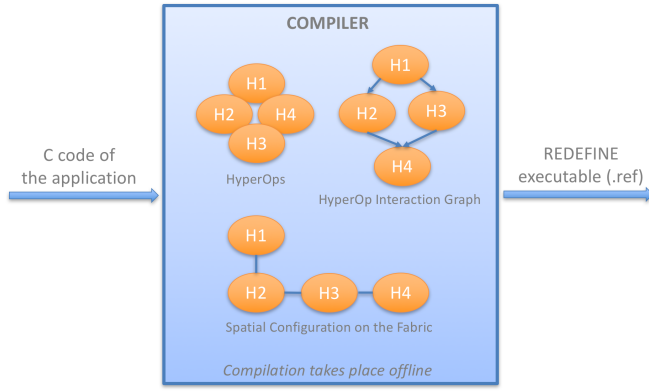 COMPILER
H1
H2
H4
H3
HyperOps
H1
H2
H3
H4
HyperOp Interaction Graph
C code of
the application
REDEFINE
executable (.ref)
H1
H2
H3
H4
Spatial Configuration on the Fabric
Compilation takes place offline